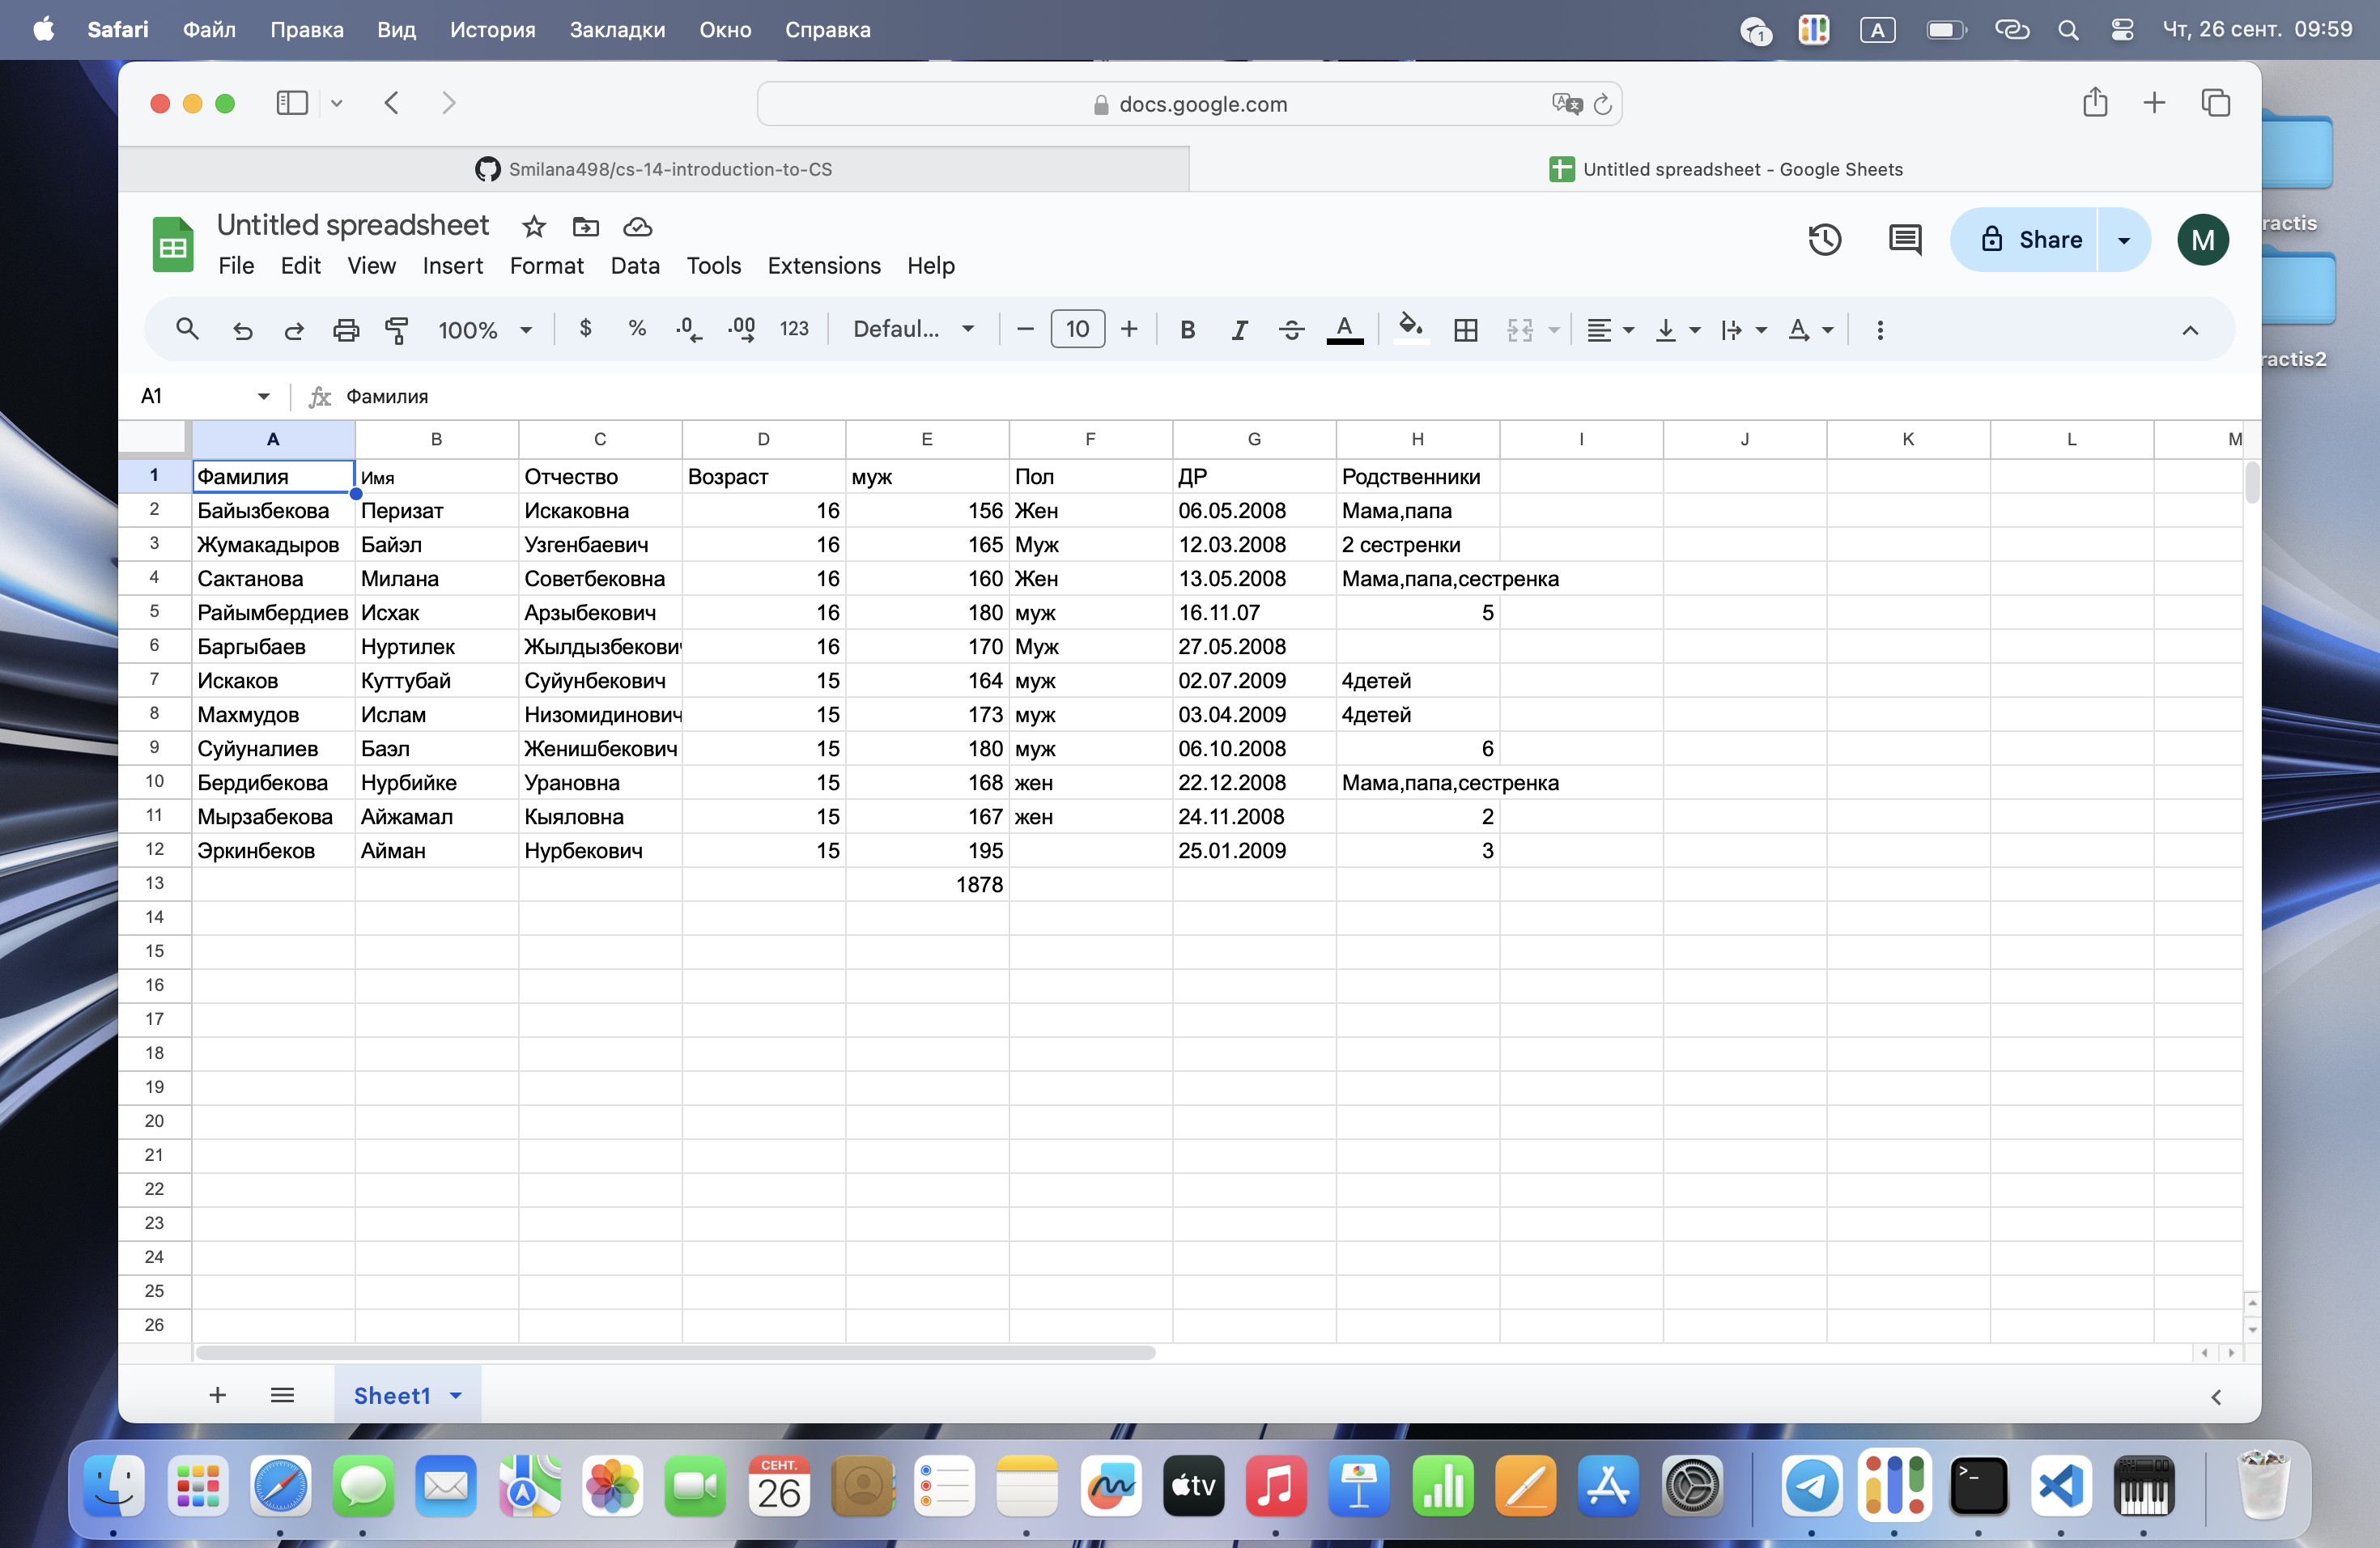 Safari Файл Правка Вид История Закладки Окно Справка 1 A Чт, 26 сент. 09:59
docs.google.com
Smilana498/cs-14-introduction-to-CS Untitled spreadsheet - Google Sheets
ractis
Untitled spreadsheet
Share M
File Edit View Insert Format Data Tools Extensions Help
100% $ % .0 .00 123 Defaul... − 10 + B I A
ractis2
A1 fx Фамилия
A B C D E F G H I J K L M
1 Фамилия Имя Отчество Возраст муж Пол ДР Родственники
2 Байызбекова Перизат Искаковна 16 156 Жен 06.05.2008 Мама,папа
3 Жумакадыров Байэл Узгенбаевич 16 165 Муж 12.03.2008 2 сестренки
4 Сактанова Милана Советбековна 16 160 Жен 13.05.2008 Мама,папа,сестренка
5 Райымбердиев Исхак Арзыбекович 16 180 муж 16.11.07 5
6 Баргыбаев Нуртилек Жылдызбекович 16 170 Муж 27.05.2008
7 Искаков Куттубай Суйунбекович 15 164 муж 02.07.2009 4детей
8 Махмудов Ислам Низомидинович 15 173 муж 03.04.2009 4детей
9 Суйуналиев Баэл Женишбекович 15 180 муж 06.10.2008 6
10 Бердибекова Нурбийке Урановна 15 168 жен 22.12.2008 Мама,папа,сестренка
11 Мырзабекова Айжамал Кыяловна 15 167 жен 24.11.2008 2
12 Эркинбеков Айман Нурбекович 15 195 25.01.2009 3
13 1878
14
15
16
17
18
19
20
21
22
23
24
25
26
Sheet1
СЕНТ.
26
tv